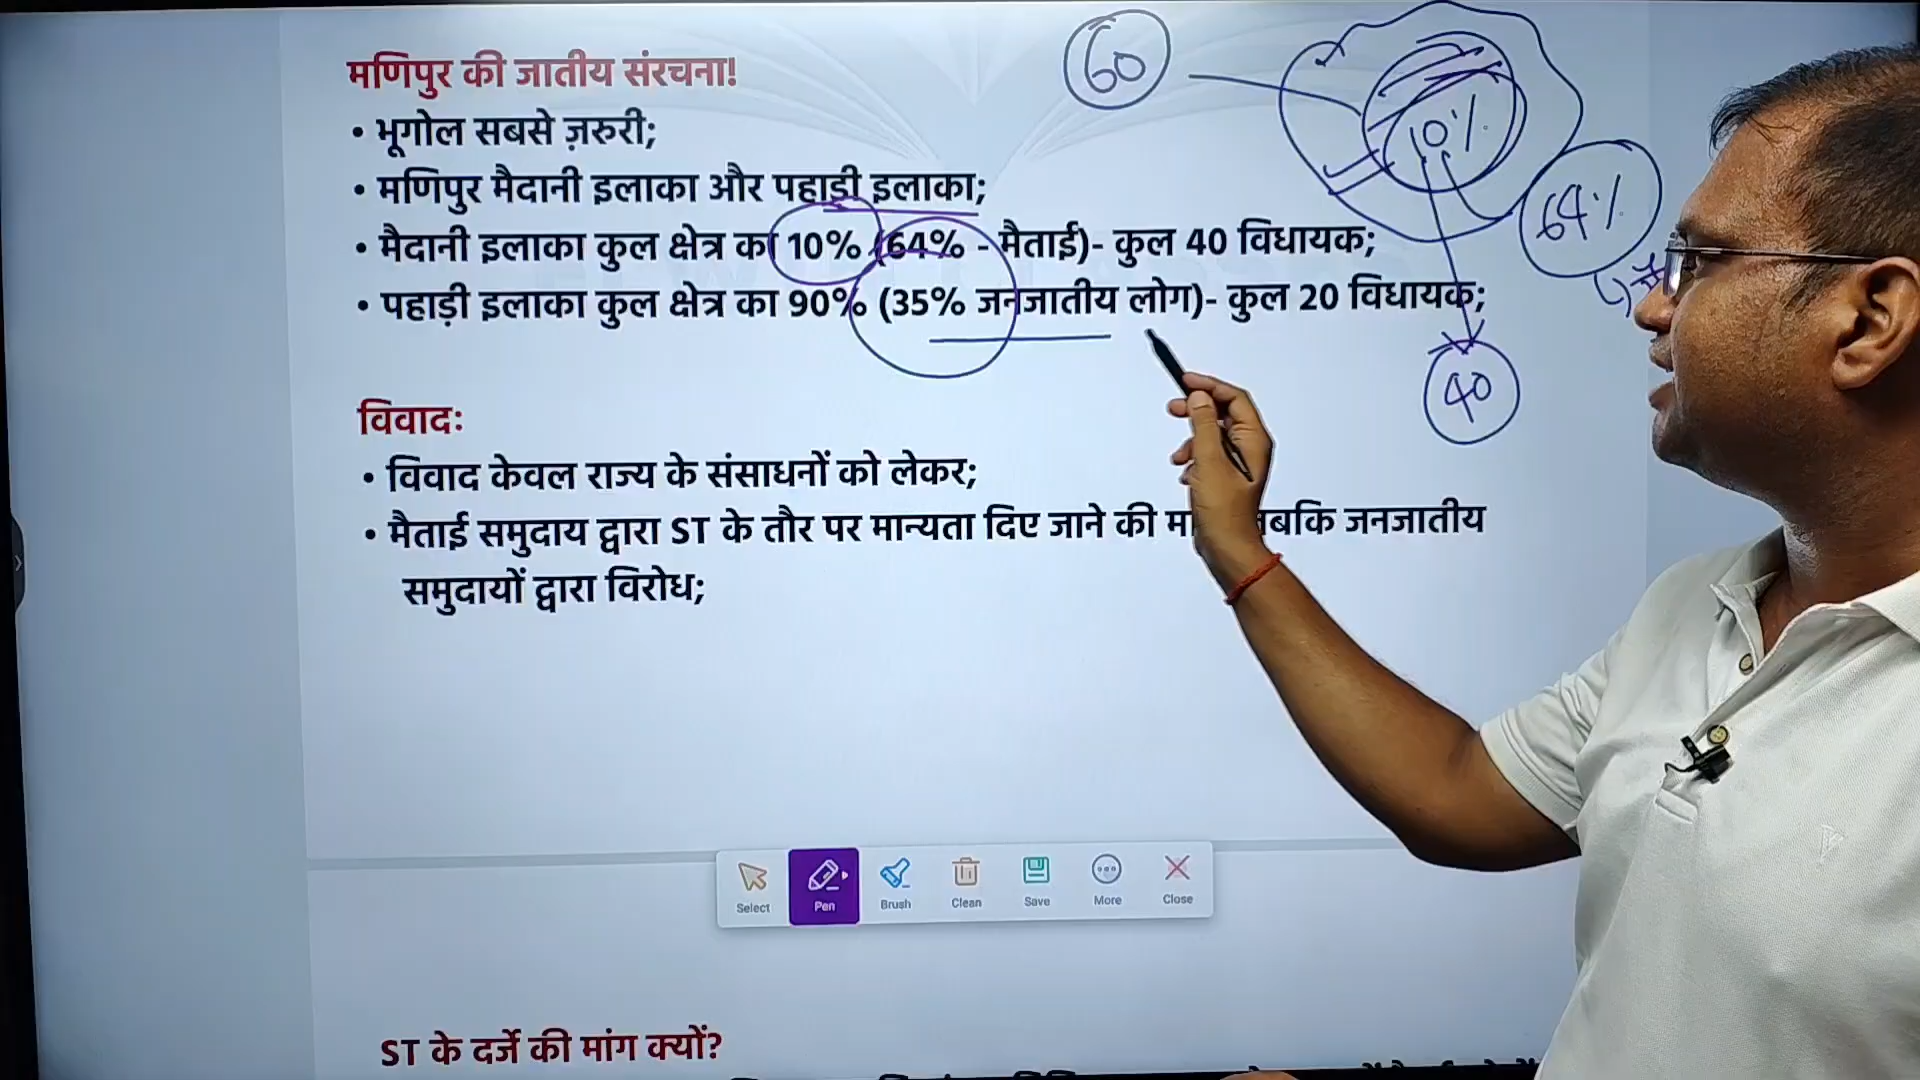 मणिपुर की जातीय संरचना!
• भूगोल सबसे ज़रुरी;
• मणिपुर मैदानी इलाका और पहाडी इलाका;
• मैदानी इलाका कुल क्षेत्र का 10% (64% - मैताई)- कुल 40 विधायक;
• पहाड़ी इलाका कुल क्षेत्र का 90% (35% जनजातीय लोग)- कुल 20 विधायक;
60
10%
64%
40
विवादः
• विवाद केवल राज्य के संसाधनों को लेकर;
• मैताई समुदाय द्वारा ST के तौर पर मान्यता दिए जाने की जनजातीय
समुदायों द्वारा विरोध;
Select Pen Brush Clean Save More Close
ST के दर्जे की मांग क्यों?